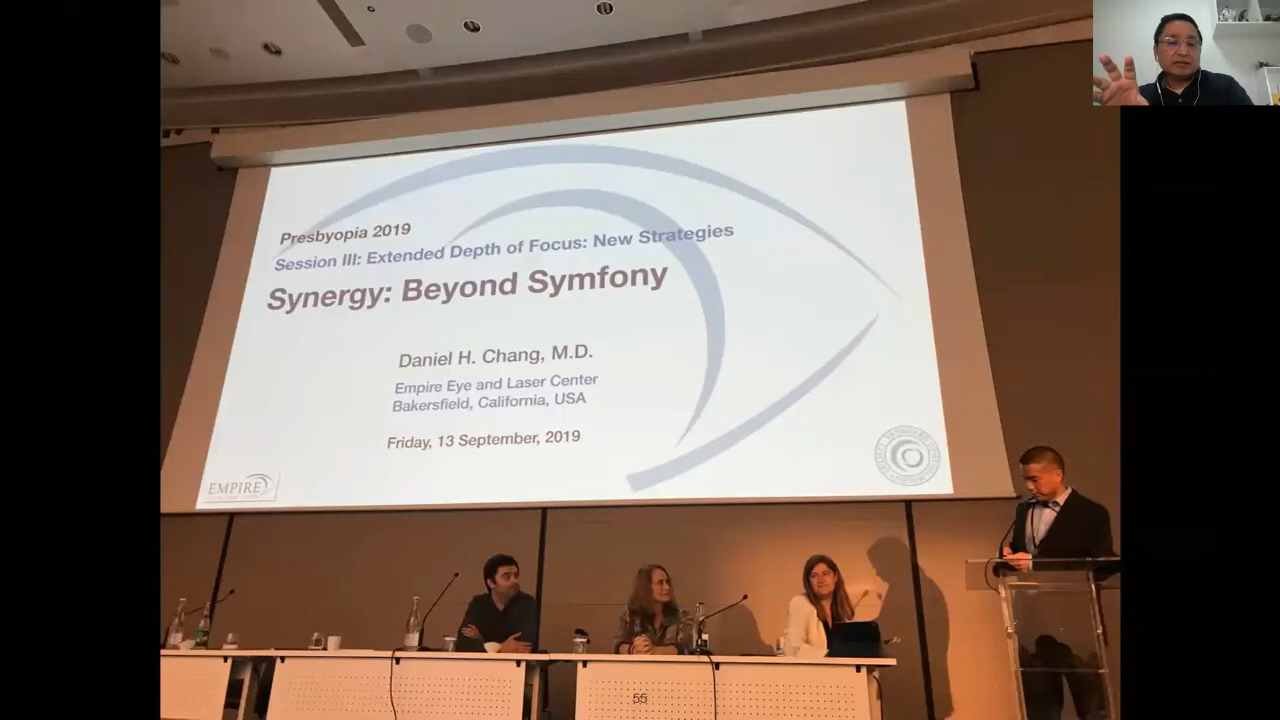 Presbyopia 2019
Session III: Extended Depth of Focus: New Strategies
Synergy: Beyond Symfony
Daniel H. Chang, M.D.
Empire Eye and Laser Center
Bakersfield, California, USA
Friday, 13 September, 2019
EMPIRE
55